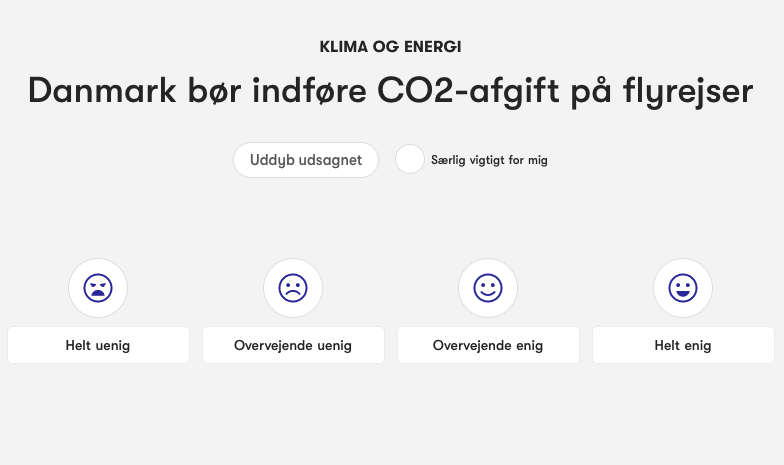 KLIMA OG ENERGI
Danmark bør indføre CO2-afgift på flyrejser
Uddyb udsagnet
Særlig vigtigt for mig
Helt uenig
Overvejende uenig
Overvejende enig
Helt enig